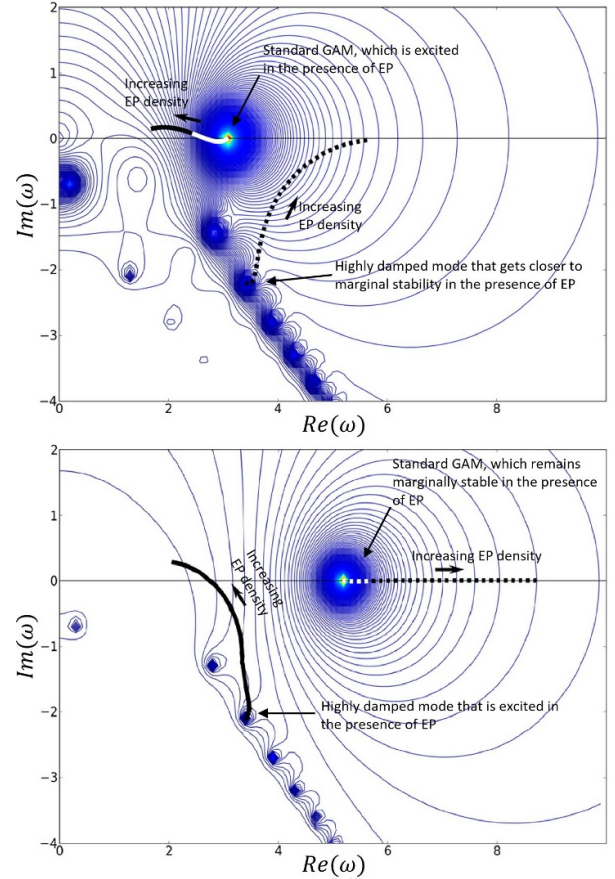 2
Standard GAM, which is excited
in the presence of EP
Increasing
EP density
1
0
Increasing
EP density
−1
Im(ω)
−2
Highly damped mode that gets closer to
marginal stability in the presence of EP
−3
−4
0 2 4 6 8
Re(ω)
2
Standard GAM, which remains
marginally stable in the presence
of EP
1
Increasing EP density
Increasing
EP density
0
Im(ω)
−1
−2
Highly damped mode that is excited in
the presence of EP
−3
−4
0 2 4 6 8
Re(ω)